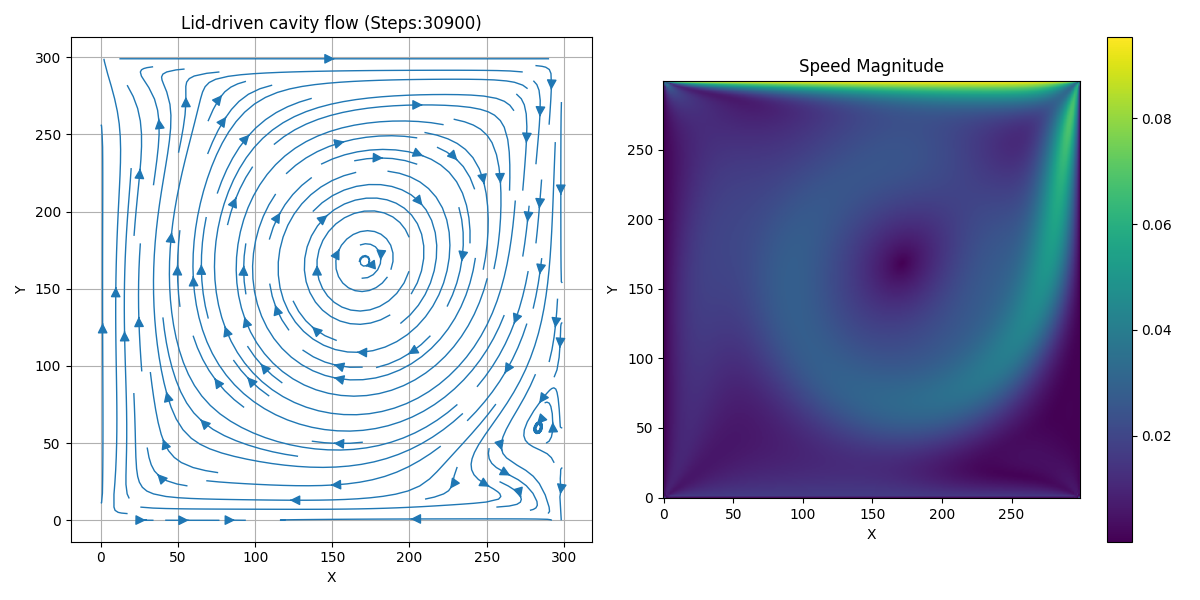 Lid-driven cavity flow (Steps:30900)
300
250
200
150
100
50
0
Y
0 50 100 150 200 250 300
X
Speed Magnitude
250
200
150
100
50
0
Y
0 50 100 150 200 250
X
0.08
0.06
0.04
0.02